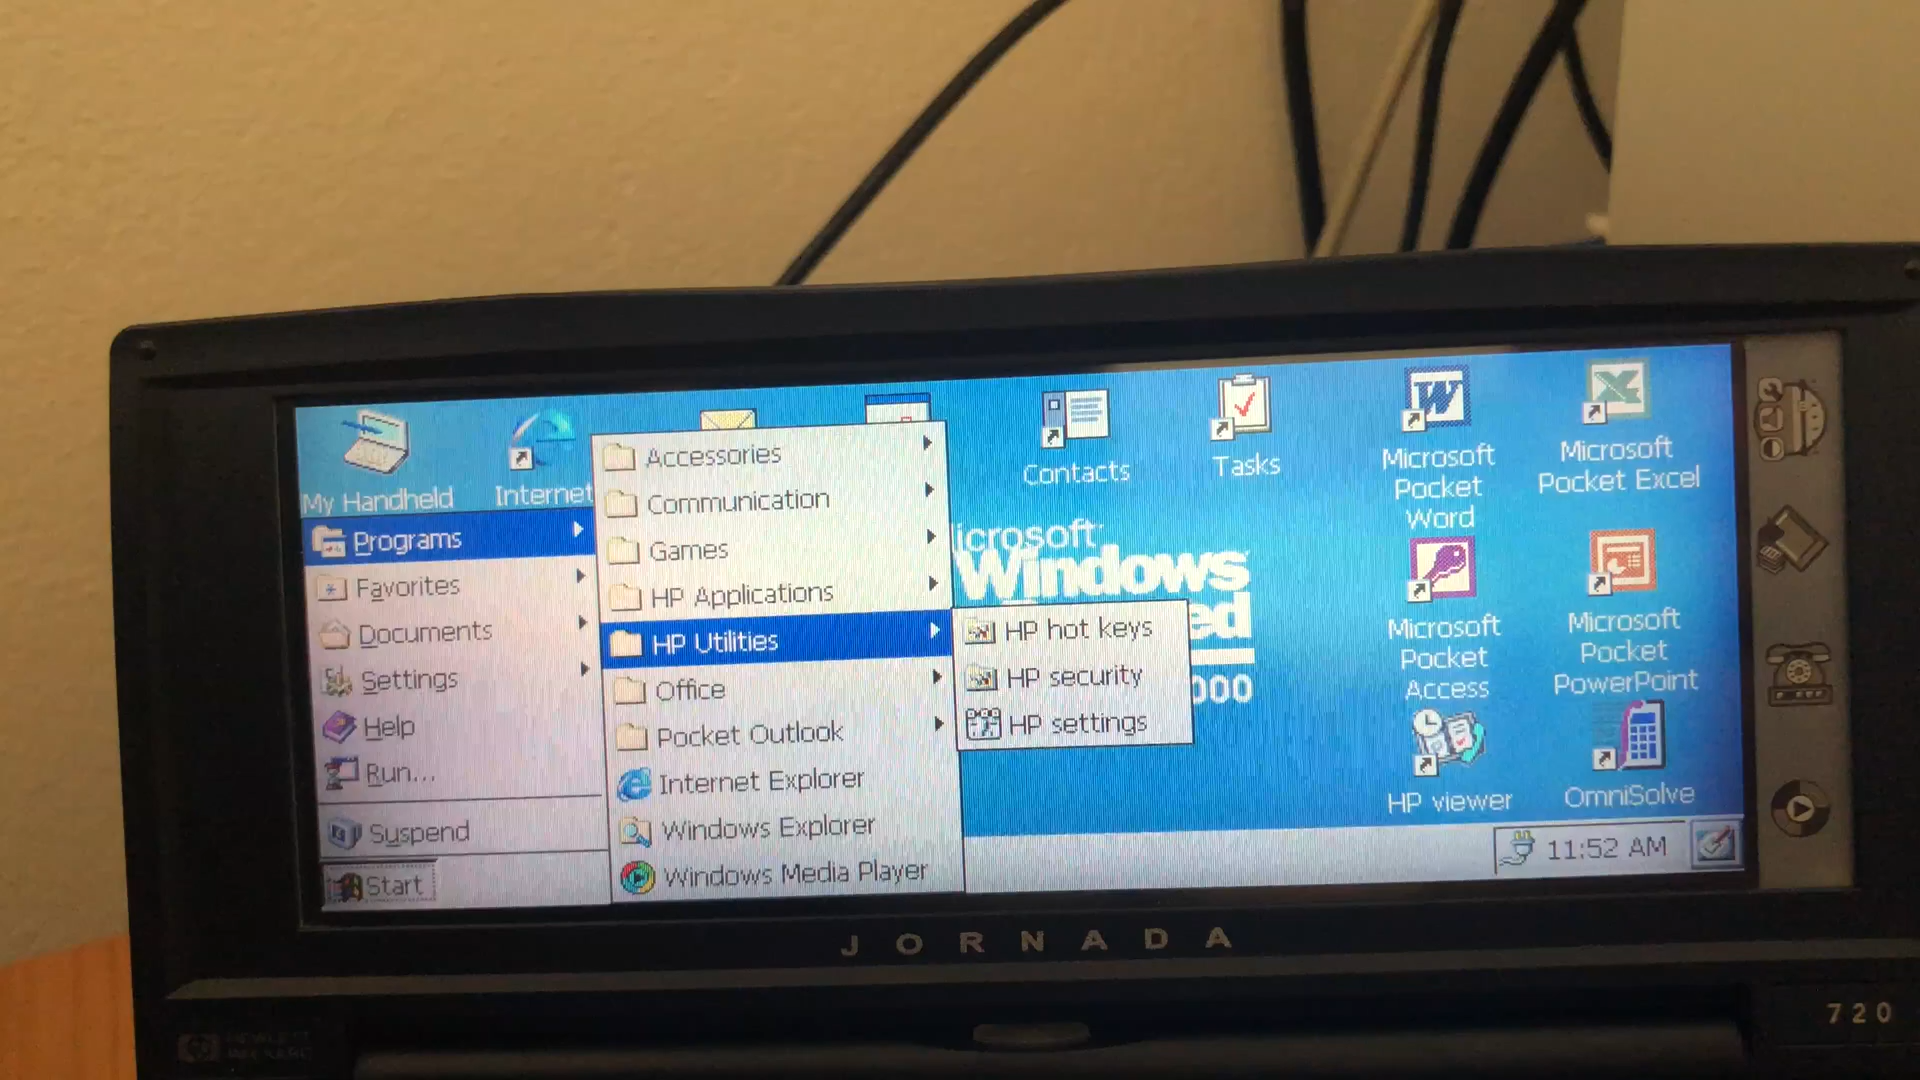 My Handheld
Internet
Contacts
Tasks
Microsoft
Pocket
Word
Microsoft
Pocket Excel
Microsoft
Pocket
Access
Microsoft
Pocket
PowerPoint
HP viewer
OmniSolve
icrosoft
Windows
ed
000
Programs
Favorites
Documents
Settings
Help
Run...
Suspend
Start
Accessories
Communication
Games
HP Applications
HP Utilities
Office
Pocket Outlook
Internet Explorer
Windows Explorer
Windows Media Player
HP hot keys
HP security
HP settings
11:52 AM
JORNADA
720
hp